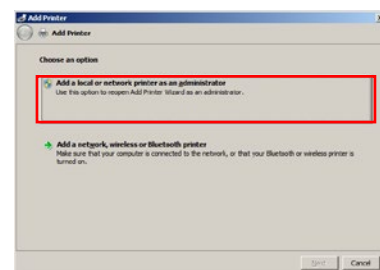 Add Printer
Add Printer
Choose an option
Add a local or network printer as an administrator
Use this option to reopen Add Printer Wizard as an administrator.
Add a network, wireless or Bluetooth printer
Make sure that your computer is connected to the network, or that your Bluetooth or wireless printer is
turned on.
Next Cancel